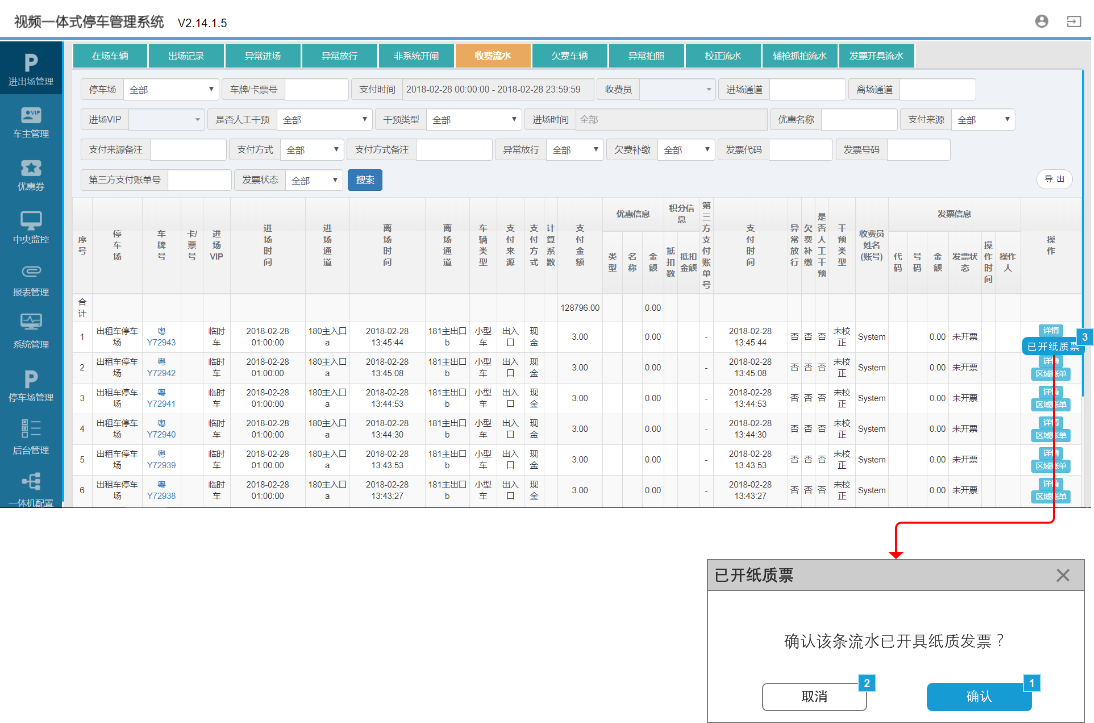 视频一体式停车管理系统 V2.14.1.5
进出场管理
车主管理
优惠券
中央监控
报表管理
系统管理
停车场管理
后台管理
一体机配置
在场车辆 出场记录 异常进场 异常放行 非系统开闸 收费流水 欠费车辆 异常拍照 校正流水 辅枪抓拍流水 发票开具流水
停车场 全部 车牌/卡票号 支付时间 2018-02-28 00:00:00 - 2018-02-28 23:59:59 收费员 进场通道 离场通道
进场VIP 是否人工干预 全部 干预类型 全部 进场时间 全部 优惠名称 支付来源 全部
支付来源备注 支付方式 全部 支付方式备注 异常放行 全部 欠费补缴 全部 发票代码 发票号码
第三方支付账单号 发票状态 全部 搜索 导 出
序号 停车场 车牌号 卡/票号 进场VIP 进场时间 进场通道 离场时间 离场通道 车辆类型 支付来源 支付方式 计算系数 支付金额 优惠信息 积分信息 第三方支付账单号 支付时间 异常放行 欠费补缴 是否人工干预 干预类型 收费员姓名(账号) 发票信息 操作
类型 名称 金额 抵扣数 抵扣金额 代码 号码 金额 发票状态 操作时间 操作人
合计 128796.00 0.00
1 出租车停车场 粤Y72943 临时车 2018-02-28 01:00:00 180主入口a 2018-02-28 13:45:44 181主出口b 小型车 出入口 现金 3.00 0.00 - 2018-02-28 13:45:44 否 否 否 未校正 System 0.00 未开票 详情
已开纸质票 3
2 出租车停车场 粤Y72942 临时车 2018-02-28 01:00:00 180主入口a 2018-02-28 13:45:08 181主出口b 小型车 出入口 现金 3.00 0.00 - 2018-02-28 13:45:08 否 否 否 未校正 System 0.00 未开票 详情 区域账单
3 出租车停车场 粤Y72941 临时车 2018-02-28 01:00:00 180主入口a 2018-02-28 13:44:53 181主出口b 小型车 出入口 现金 3.00 0.00 - 2018-02-28 13:44:53 否 否 否 未校正 System 0.00 未开票 详情 区域账单
4 出租车停车场 粤Y72940 临时车 2018-02-28 01:00:00 180主入口a 2018-02-28 13:44:30 181主出口b 小型车 出入口 现金 3.00 0.00 - 2018-02-28 13:44:30 否 否 否 未校正 System 0.00 未开票 详情 区域账单
5 出租车停车场 粤Y72939 临时车 2018-02-28 01:00:00 180主入口a 2018-02-28 13:43:53 181主出口b 小型车 出入口 现金 3.00 0.00 - 2018-02-28 13:43:53 否 否 否 未校正 System 0.00 未开票 详情 区域账单
6 出租车停车场 粤Y72938 临时车 2018-02-28 01:00:00 180主入口a 2018-02-28 13:43:27 181主出口b 小型车 出入口 现金 3.00 0.00 - 2018-02-28 13:43:27 否 否 否 未校正 System 0.00 未开票 详情 区域账单
已开纸质票
确认该条流水已开具纸质发票？
取消 2 确认 1